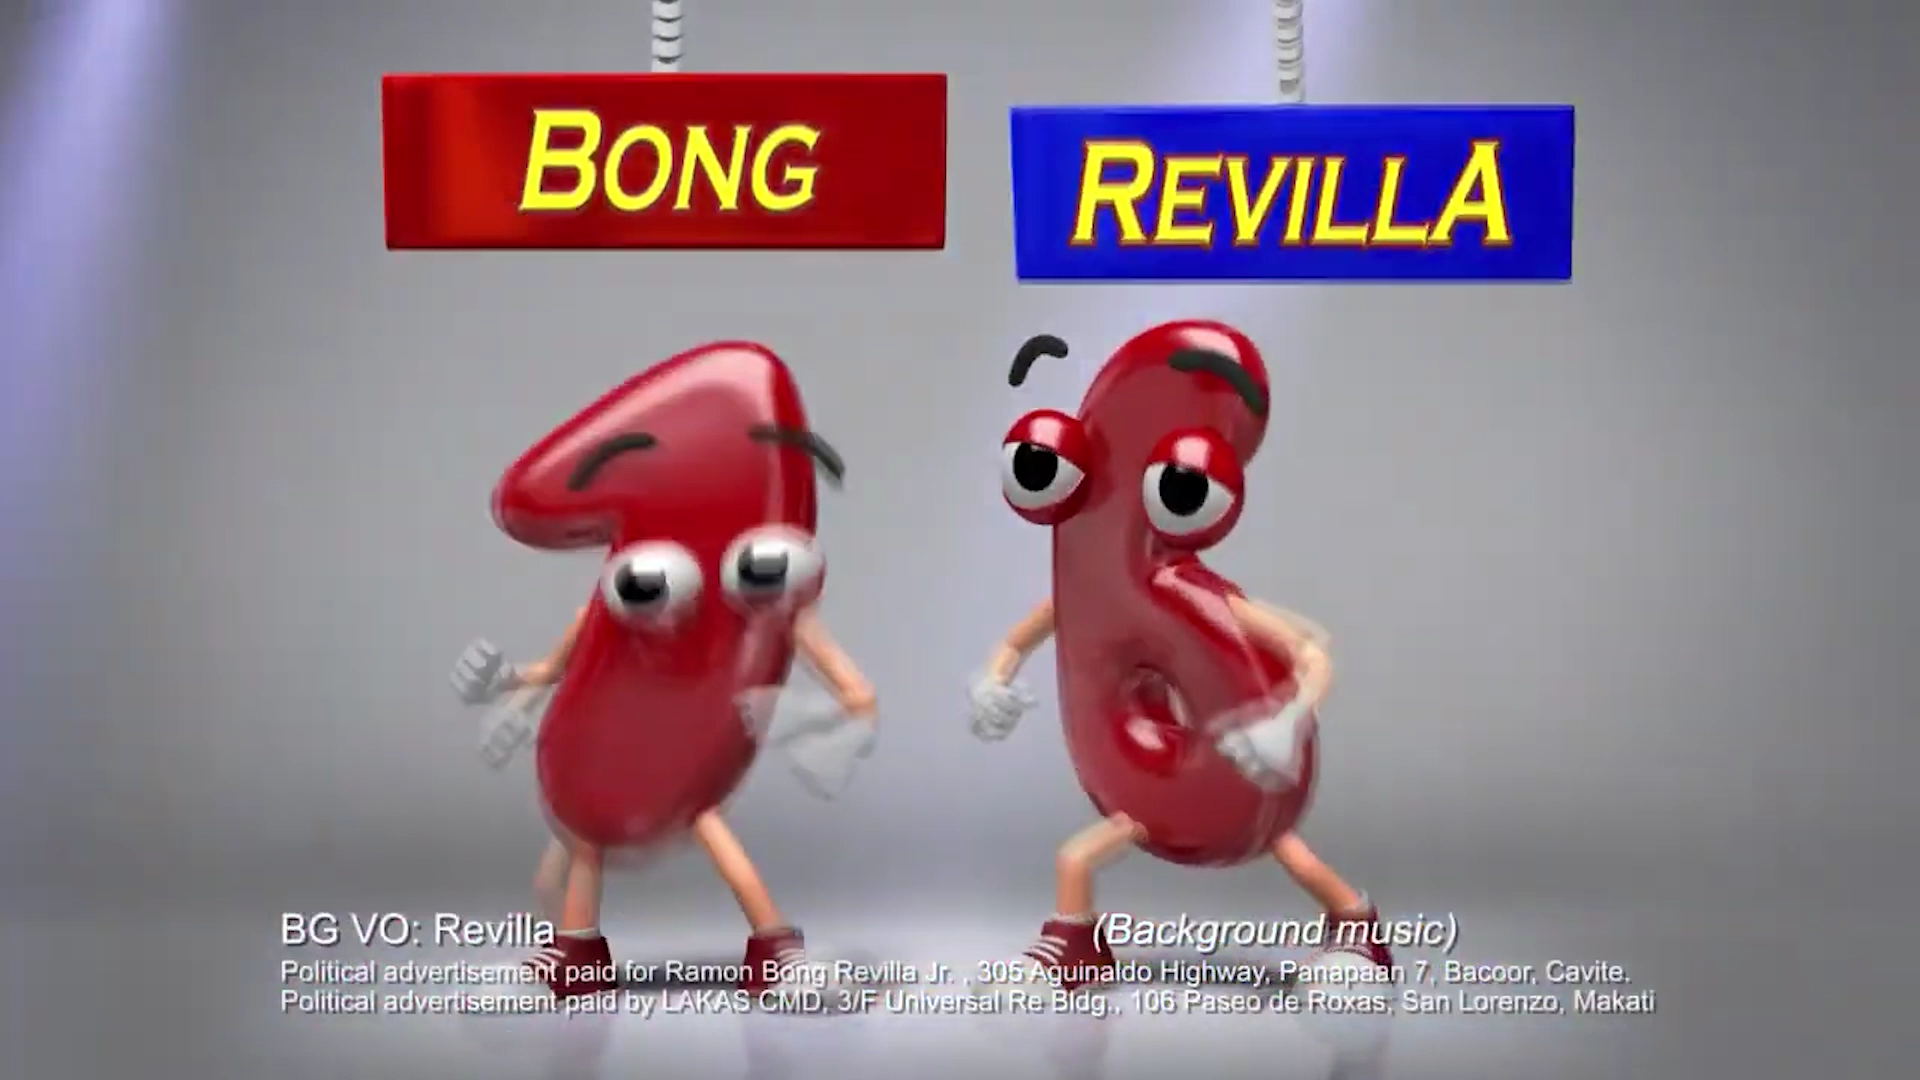 BONG
REVILLA
BG VO: Revilla
(Background music)
Political advertisement paid for Ramon Bong Revilla Jr. , 305 Aguinaldo Highway, Panapaan 7, Bacoor, Cavite.
Political advertisement paid by LAKAS CMD, 3/F Universal Re Bldg., 106 Paseo de Roxas, San Lorenzo, Makati